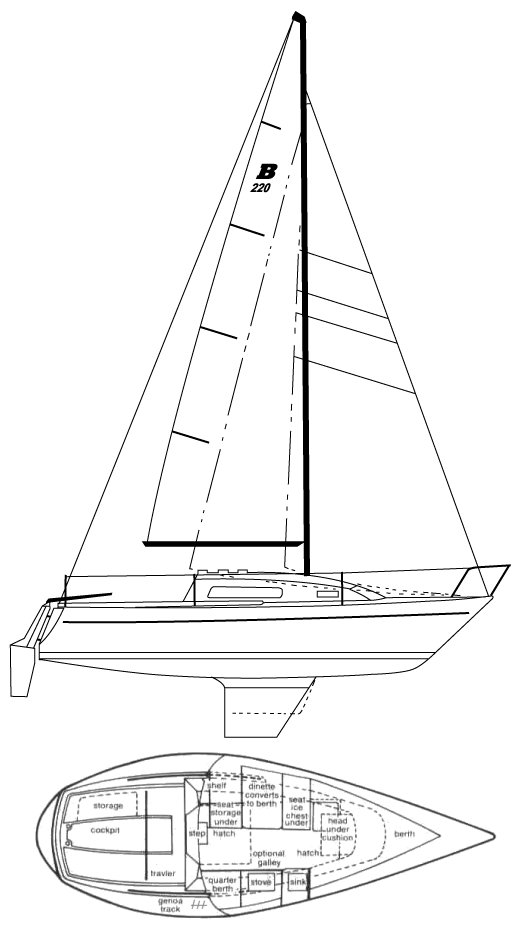 B
220
shelf
dinette
converts
to berth
storage
seat
storage
under
seat
ice
chest
under
head
under
cushion
cockpit
step
hatch
berth
optional
galley
hatch
travler
quarter
berth
stove
sink
genoa
track